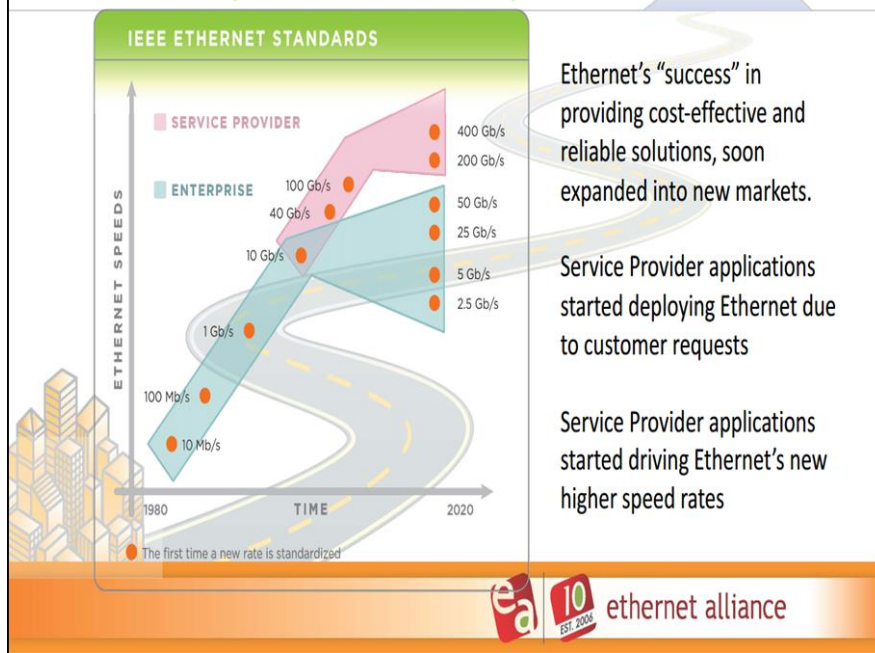 IEEE ETHERNET STANDARDS
SERVICE PROVIDER
ENTERPRISE
ETHERNET SPEEDS
400 Gb/s
200 Gb/s
100 Gb/s
40 Gb/s
50 Gb/s
25 Gb/s
10 Gb/s
5 Gb/s
2.5 Gb/s
1 Gb/s
100 Mb/s
10 Mb/s
1980
TIME
2020
The first time a new rate is standardized
Ethernet’s “success” in
providing cost-effective and
reliable solutions, soon
expanded into new markets.
Service Provider applications
started deploying Ethernet due
to customer requests
Service Provider applications
started driving Ethernet’s new
higher speed rates
ea
10
EST. 2006
ethernet alliance